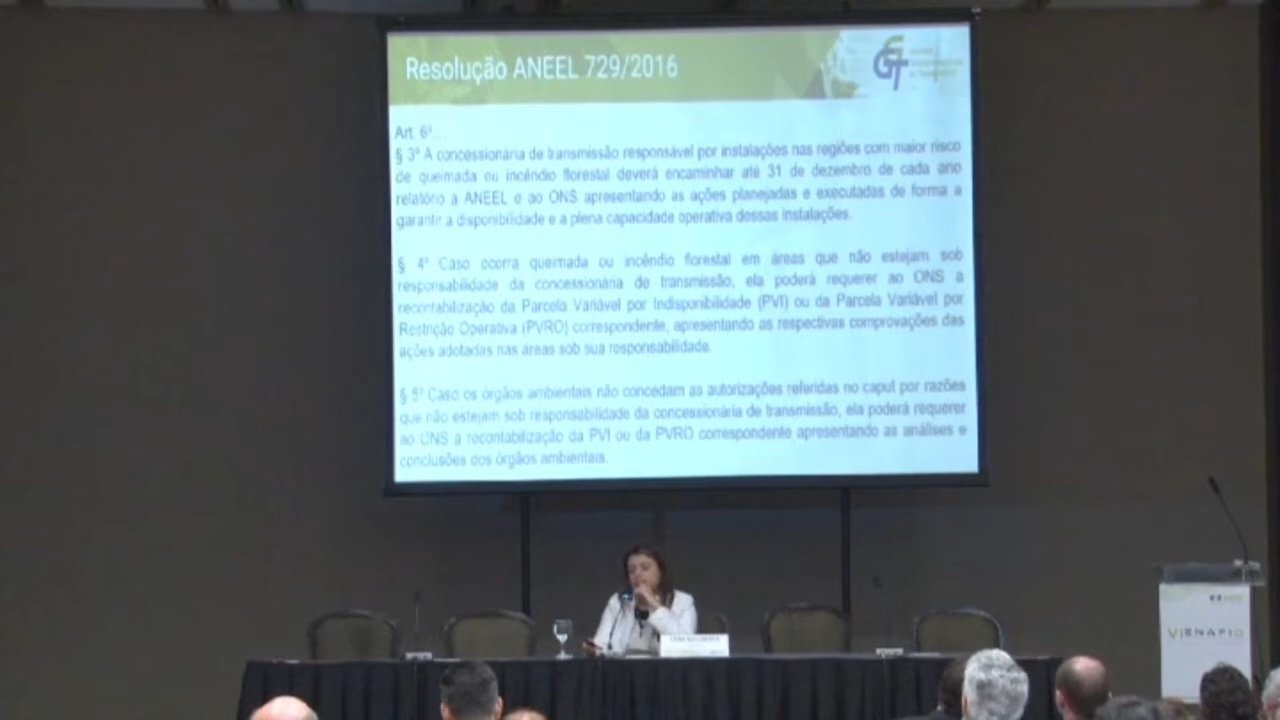 Resolução ANEEL 729/2016
GT
Art. 6º...
§ 3º A concessionária de transmissão responsável por instalações nas regiões com maior risco
de queimada ou incêndio florestal deverá encaminhar até 31 de dezembro de cada ano
relatório à ANEEL e ao ONS apresentando as ações planejadas e executadas de forma a
garantir a disponibilidade e a plena capacidade operativa dessas instalações.
§ 4º Caso ocorra queimada ou incêndio florestal em áreas que não estejam sob
responsabilidade da concessionária de transmissão, ela poderá requerer ao ONS a
recontabilização da Parcela Variável por Indisponibilidade (PVI) ou da Parcela Variável por
Restrição Operativa (PVRO) correspondente, apresentando as respectivas comprovações das
ações adotadas nas áreas sob sua responsabilidade.
§ 5º Caso os órgãos ambientais não concedam as autorizações referidas no caput por razões
que não estejam sob responsabilidade da concessionária de transmissão, ela poderá requerer
ao ONS a recontabilização da PVI ou da PVRO correspondente apresentando as análises e
conclusões dos órgãos ambientais.
VI ENAFIO